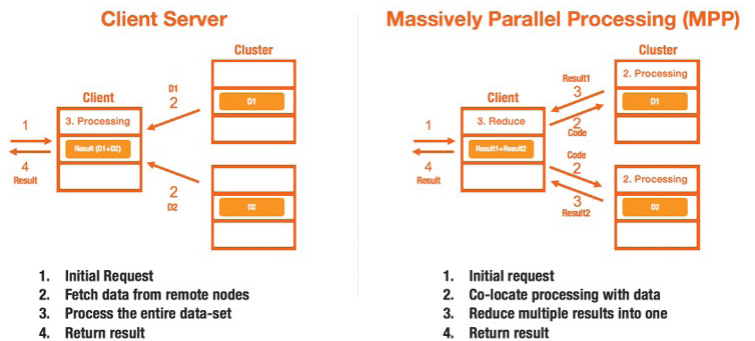 Client Server
Cluster
Client
D1
2
D1
1
3. Processing
Result (D1+D2)
4
Result
2
D2
D2
1. Initial Request
2. Fetch data from remote nodes
3. Process the entire data-set
4. Return result
Massively Parallel Processing (MPP)
Cluster
Client
Result1
3
2. Processing
D1
2
Code
1
3. Reduce
Result1+Result2
4
Result
Code
2
3
Result2
2. Processing
D2
1. Initial request
2. Co-locate processing with data
3. Reduce multiple results into one
4. Return result